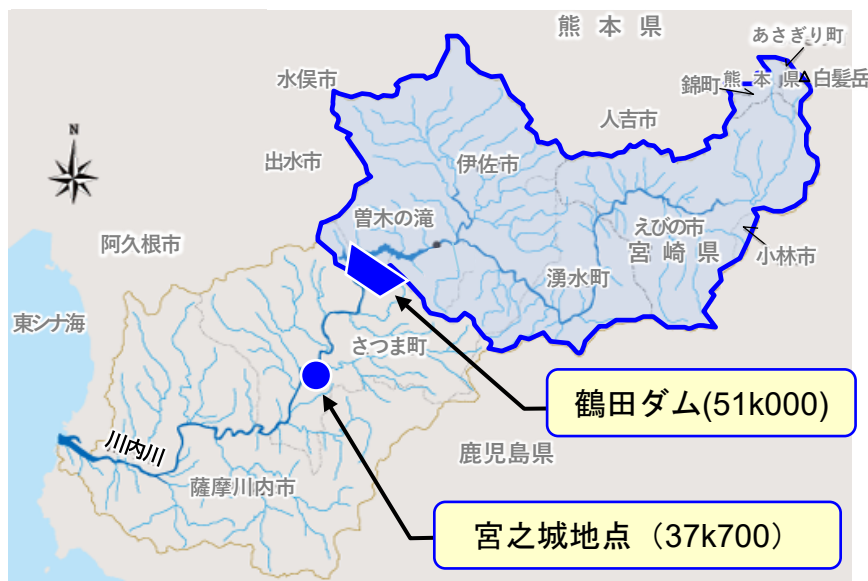 熊本県
あさぎり町
水俣市
錦町
熊本県
白髪岳
人吉市
N
出水市
伊佐市
曽木の滝
阿久根市
えびの市
宮崎県
小林市
湧水町
東シナ海
さつま町
鶴田ダム(51k000)
川内川
鹿児島県
薩摩川内市
宮之城地点（37k700）